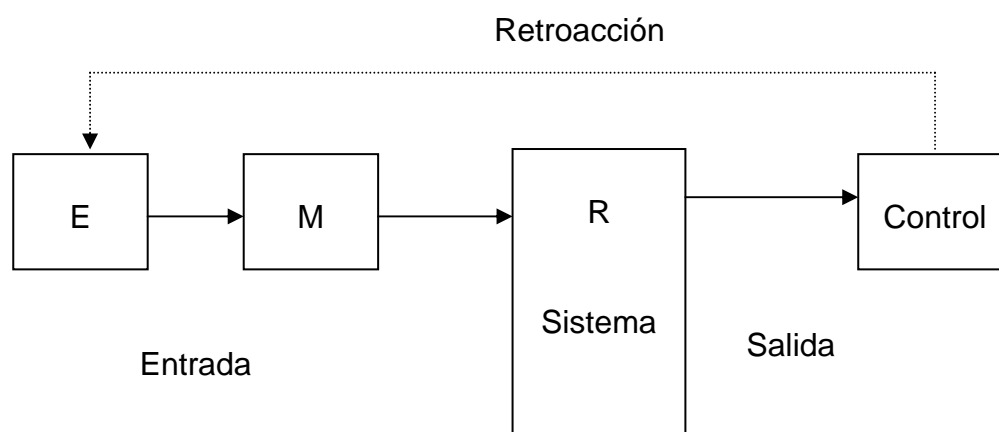 Retroacción
E
M
R
Control
Sistema
Salida
Entrada